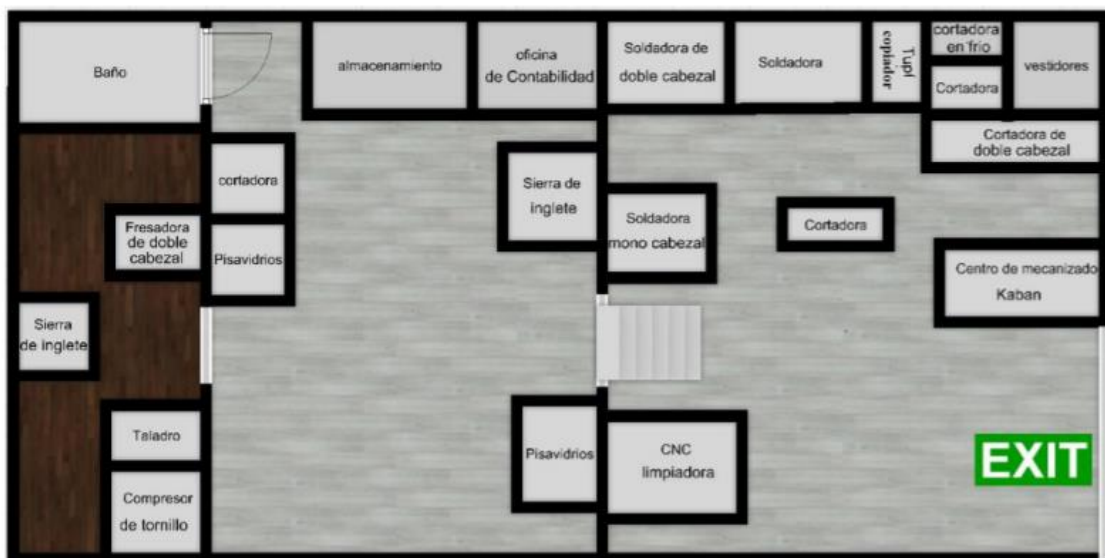 Baño
almacenamiento
oficina
de Contabilidad
Soldadora de
doble cabezal
Soldadora
Tupf
copiador
cortadora
en frio
Cortadora
vestidores
Cortadora de
doble cabezal
cortadora
Sierra de
inglete
Soldadora
mono cabezal
Cortadora
Fresadora
de doble
cabezal
Pisavidrios
Centro de mecanizado
Kaban
Sierra
de inglete
Taladro
Pisavidrios
CNC
limpiadora
EXIT
Compresor
de tornillo